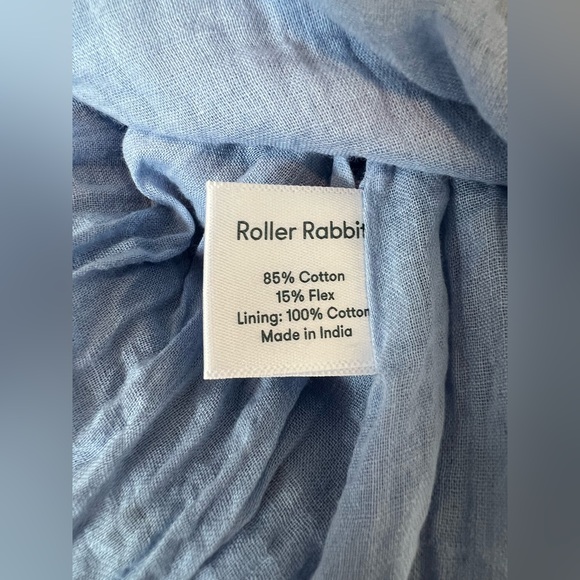 Roller Rabbit
85% Cotton
15% Flex
Lining: 100% Cotton
Made in India